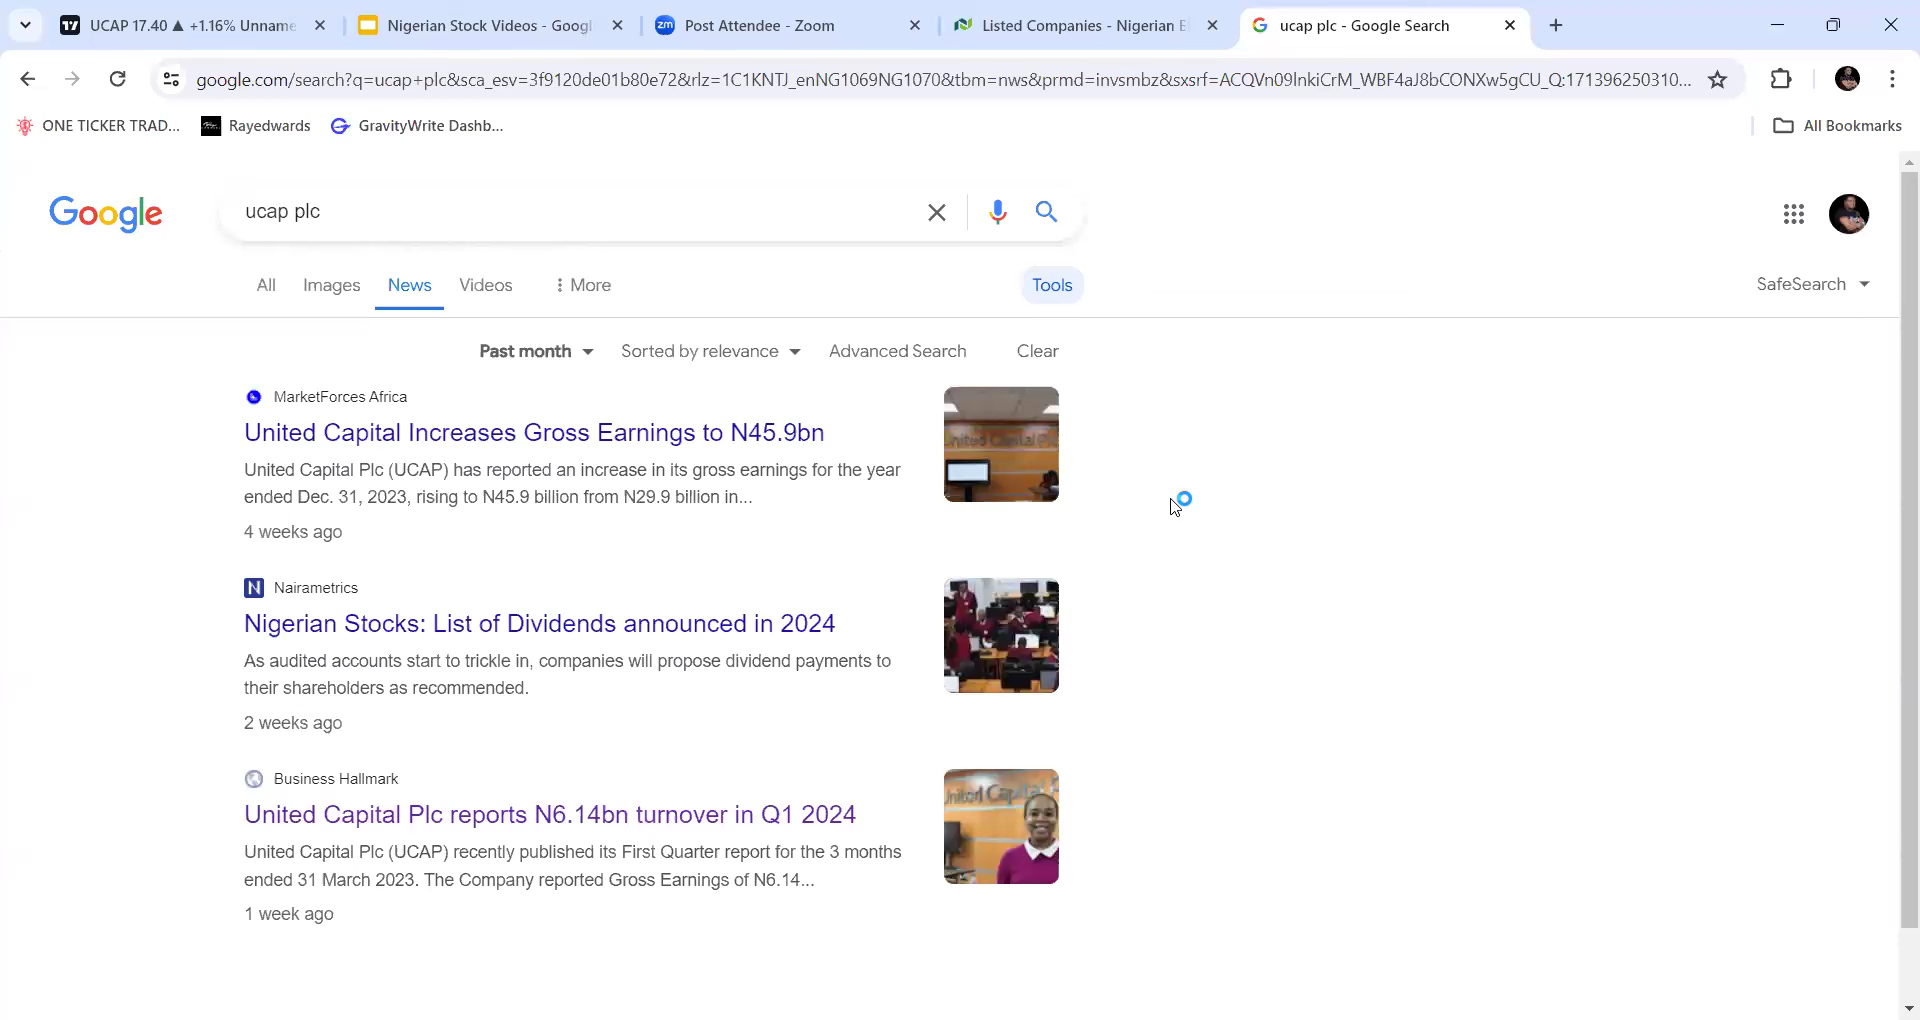 UCAP 17.40 ▲ +1.16% Unname
Nigerian Stock Videos - Googl
zm
Post Attendee - Zoom
Listed Companies - Nigerian E
ucap plc - Google Search
google.com/search?q=ucap+plc&sca_esv=3f9120de01b80e72&rlz=1C1KNTJ_enNG1069NG1070&tbm=nws&prmd=invsmbz&sxsrf=ACQVn09lnkiCrM_WBF4aJ8bCONXw5gCU_Q:171396250310...
ONE TICKER TRAD...
Rayedwards
GravityWrite Dashb...
All Bookmarks
Google
ucap plc
All
Images
News
Videos
More
Tools
SafeSearch
Past month
Sorted by relevance
Advanced Search
Clear
MarketForces Africa
United Capital Increases Gross Earnings to N45.9bn
United Capital Plc (UCAP) has reported an increase in its gross earnings for the year
ended Dec. 31, 2023, rising to N45.9 billion from N29.9 billion in...
4 weeks ago
N
Nairametrics
Nigerian Stocks: List of Dividends announced in 2024
As audited accounts start to trickle in, companies will propose dividend payments to
their shareholders as recommended.
2 weeks ago
Business Hallmark
United Capital Plc reports N6.14bn turnover in Q1 2024
United Capital Plc (UCAP) recently published its First Quarter report for the 3 months
ended 31 March 2023. The Company reported Gross Earnings of N6.14...
1 week ago